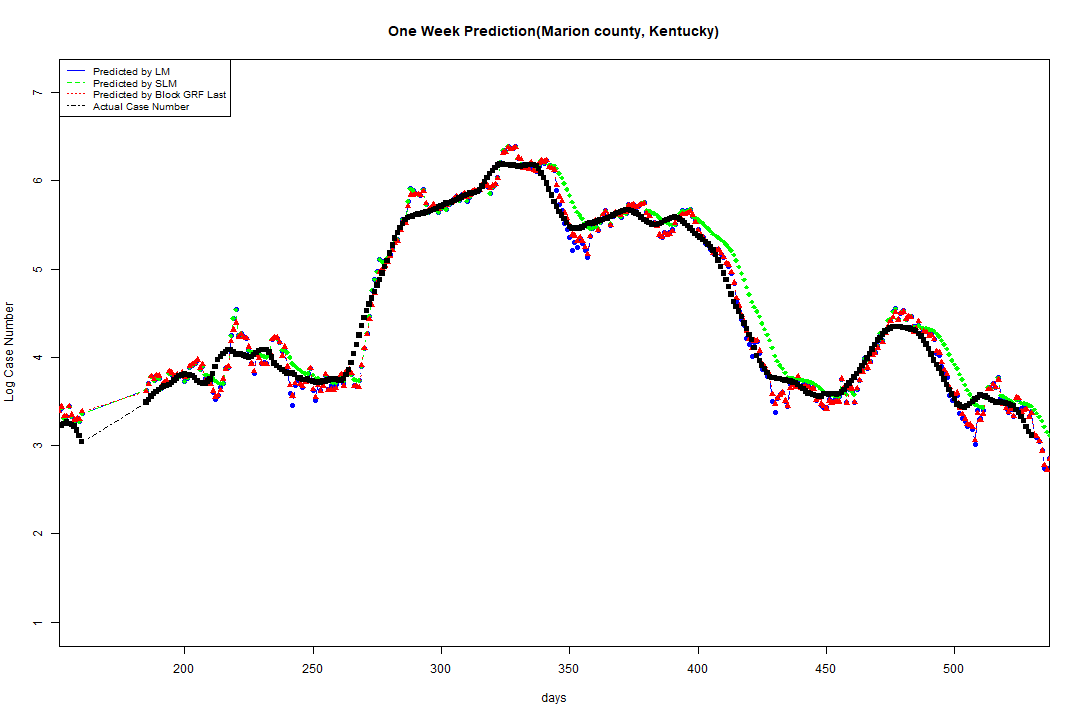 One Week Prediction(Marion county, Kentucky)
Predicted by LM
Predicted by SLM
Predicted by Block GRF Last
Actual Case Number
7
6
5
4
3
2
1
Log Case Number
200 250 300 350 400 450 500
days